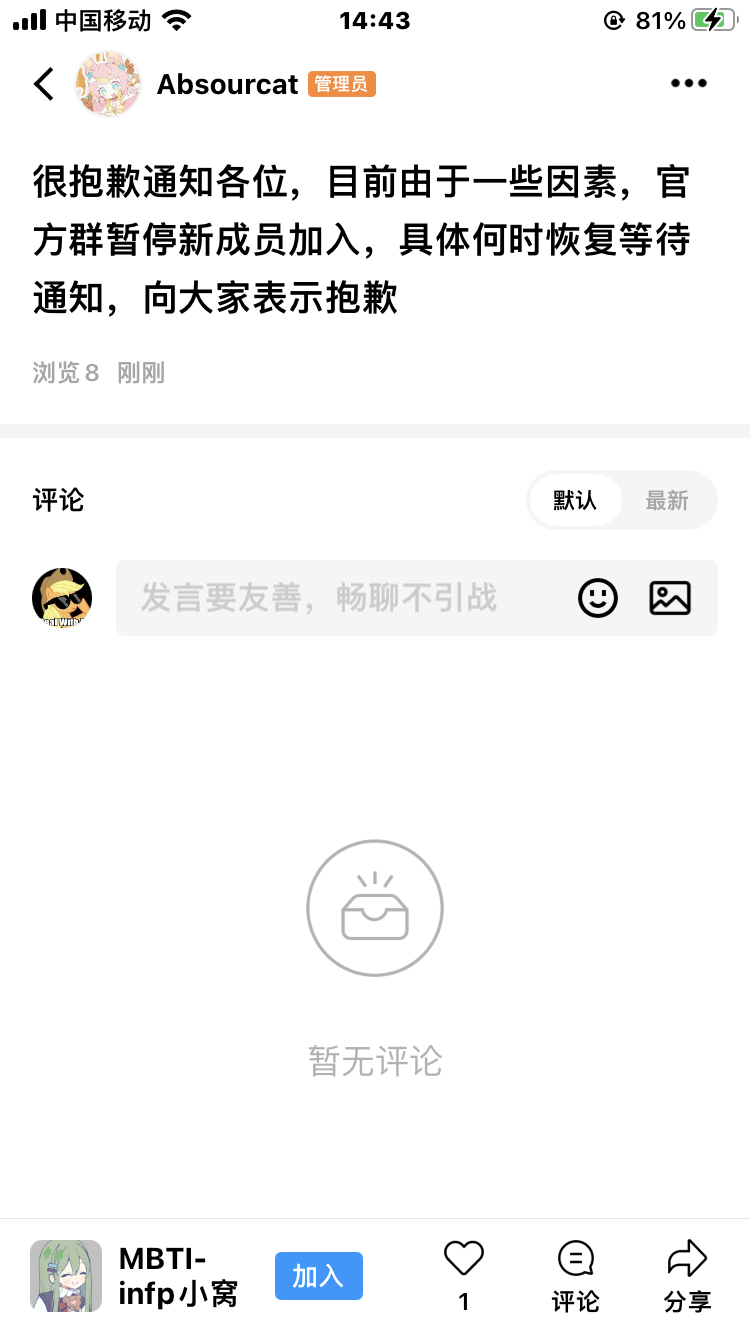 中国移动 14:43 81%
Absourcat 管理员
很抱歉通知各位，目前由于一些因素，官
方群暂停新成员加入，具体何时恢复等待
通知，向大家表示抱歉
浏览 8 刚刚
评论 默认 最新
发言要友善，畅聊不引战
暂无评论
MBTI-
infp小窝
加入
1 评论 分享